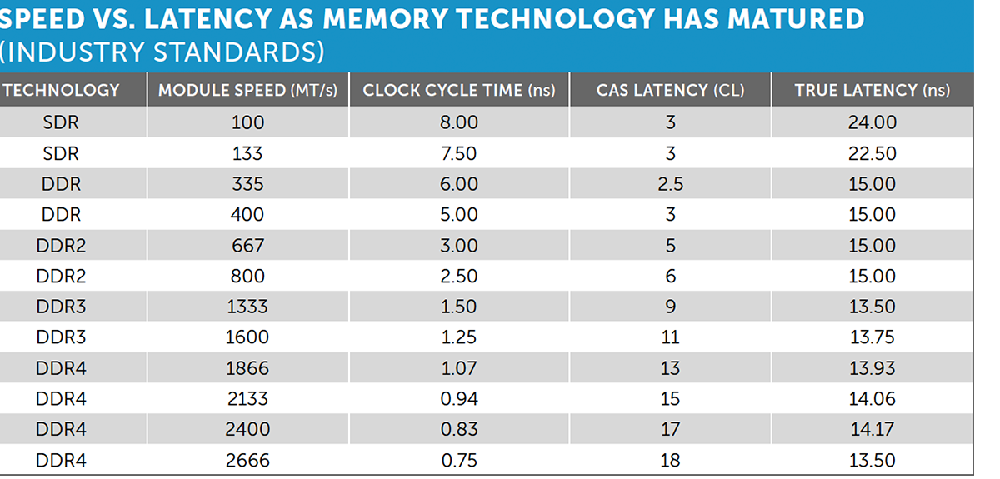 SPEED VS. LATENCY AS MEMORY TECHNOLOGY HAS MATURED
(INDUSTRY STANDARDS)
TECHNOLOGY MODULE SPEED (MT/s) CLOCK CYCLE TIME (ns) CAS LATENCY (CL) TRUE LATENCY (ns)
SDR 100 8.00 3 24.00
SDR 133 7.50 3 22.50
DDR 335 6.00 2.5 15.00
DDR 400 5.00 3 15.00
DDR2 667 3.00 5 15.00
DDR2 800 2.50 6 15.00
DDR3 1333 1.50 9 13.50
DDR3 1600 1.25 11 13.75
DDR4 1866 1.07 13 13.93
DDR4 2133 0.94 15 14.06
DDR4 2400 0.83 17 14.17
DDR4 2666 0.75 18 13.50